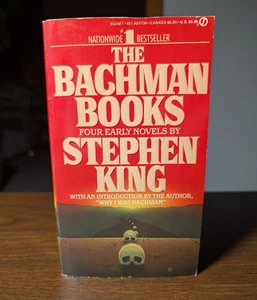 NATIONWIDE #1 BESTSELLER
THE
BACHMAN
BOOKS
FOUR EARLY NOVELS BY
STEPHEN
KING
WITH AN INTRODUCTION BY THE AUTHOR,
"WHY I WAS BACHMAN"